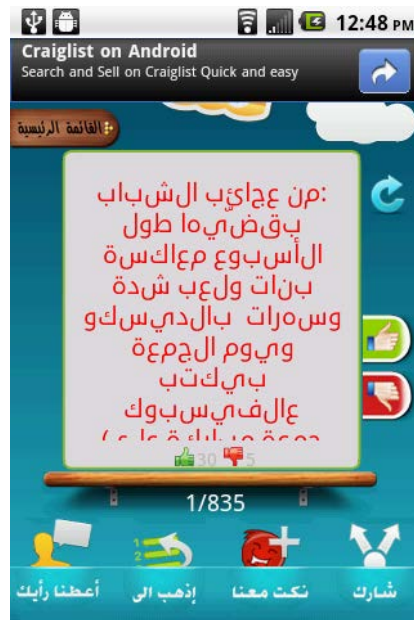 12:48 PM
Craiglist on Android
Search and Sell on Craiglist Quick and easy
القائمة الرئيسية
من عجائب الشباب:
بقضّيها طول
الأسبوع معاكسة
بنات ولعب شدة
وسهرات بالديسكو
ويوم الجمعة
بيكتب
عالفيسبوك
30 5
1/835
أعطنا رأيك
إذهب الى
نكت معنا
شارك